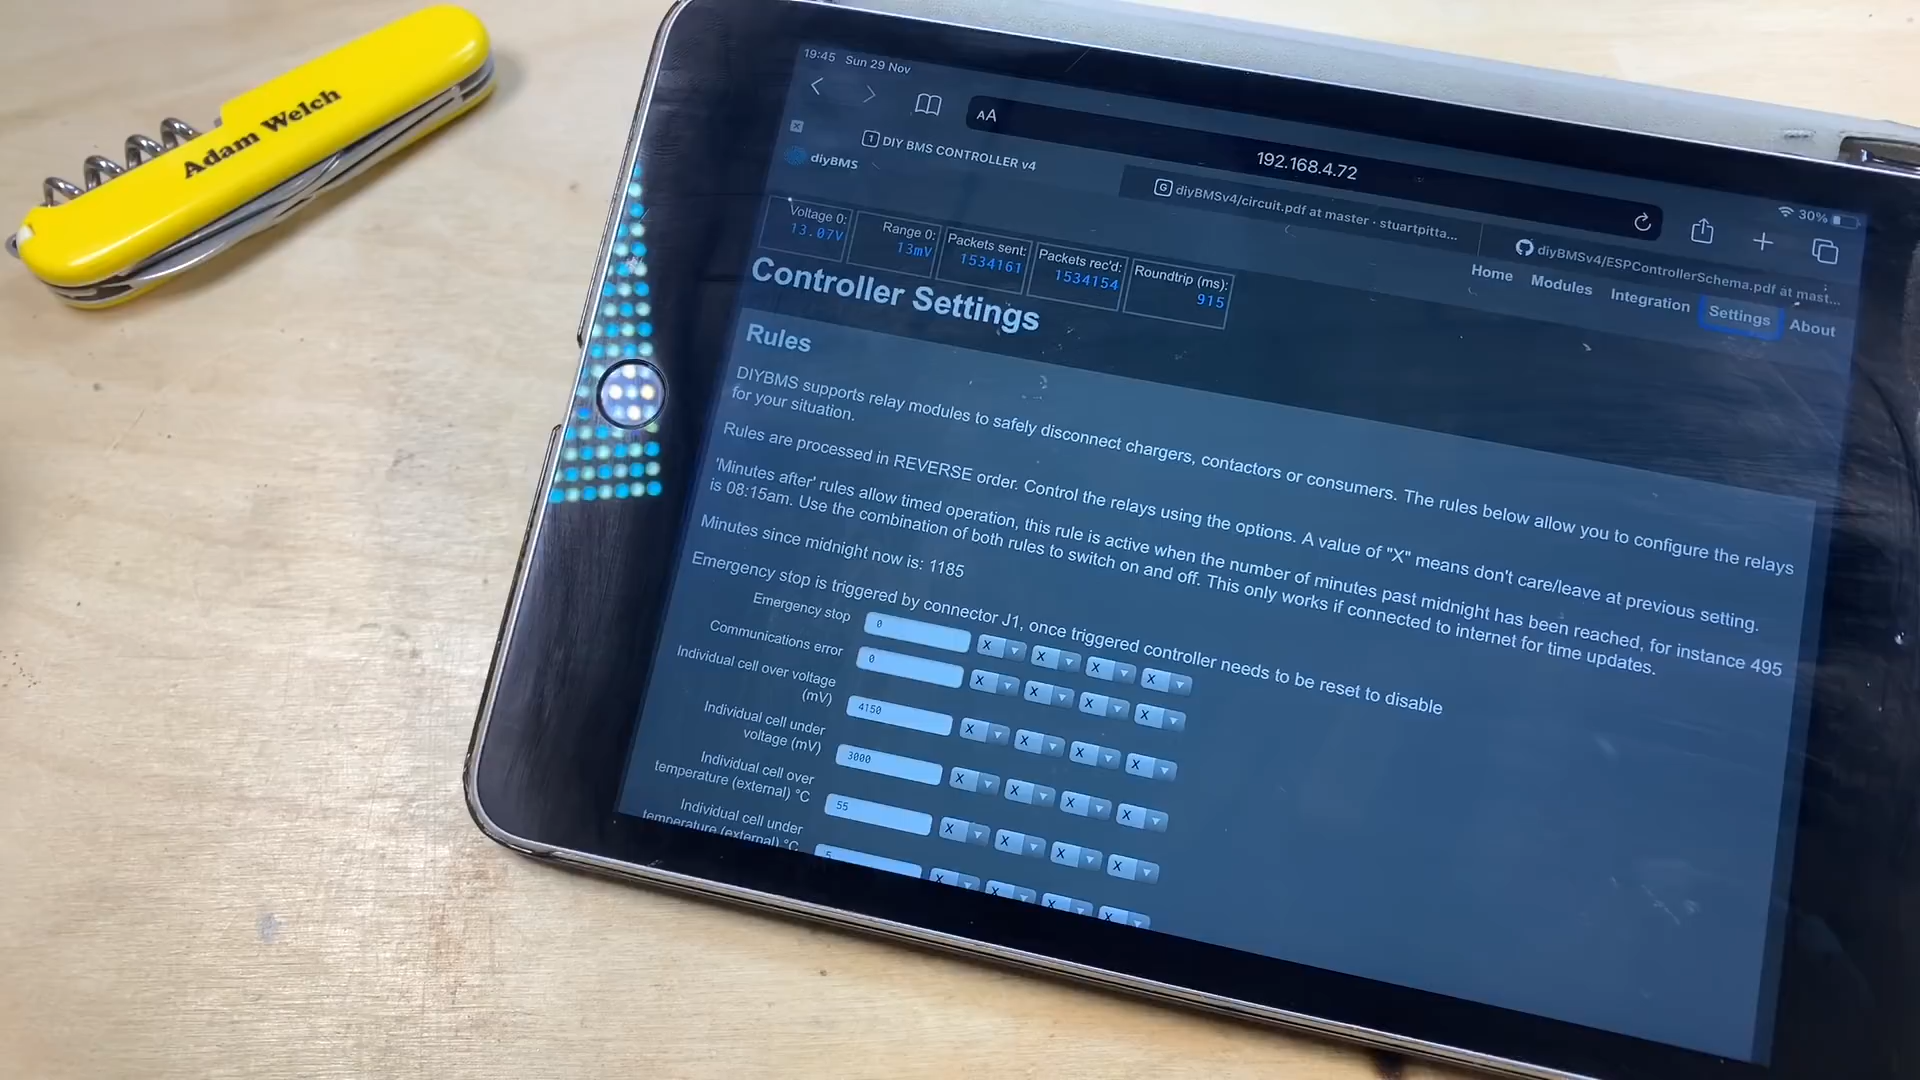 Adam Welch
19:45 Sun 29 Nov
AA
192.168.4.72
30%
1 DIY BMS CONTROLLER v4
G diyBMSv4/circuit.pdf at master · stuartpitta...
diyBMSv4/ESPControllerSchema.pdf at mast...
diyBMS
Home Modules Integration Settings About
Voltage 0:
13.07V
Range 0:
13mV
Packets sent:
1534161
Packets rec'd:
1534154
Roundtrip (ms):
915
Controller Settings
Rules
DIYBMS supports relay modules to safely disconnect chargers, contactors or consumers. The rules below allow you to configure the relays
for your situation.
Rules are processed in REVERSE order. Control the relays using the options. A value of "X" means don't care/leave at previous setting.
'Minutes after' rules allow timed operation, this rule is active when the number of minutes past midnight has been reached, for instance 495
is 08:15am. Use the combination of both rules to switch on and off. This only works if connected to internet for time updates.
Minutes since midnight now is: 1185
Emergency stop is triggered by connector J1, once triggered controller needs to be reset to disable
Emergency stop 0 X X X X
Communications error 0 X X X X
Individual cell over voltage
(mV) 4150 X X X X
Individual cell under
voltage (mV) 3000 X X X X
Individual cell over
temperature (external) °C 55 X X X X
Individual cell under
temperature (external) °C 5 X X X X